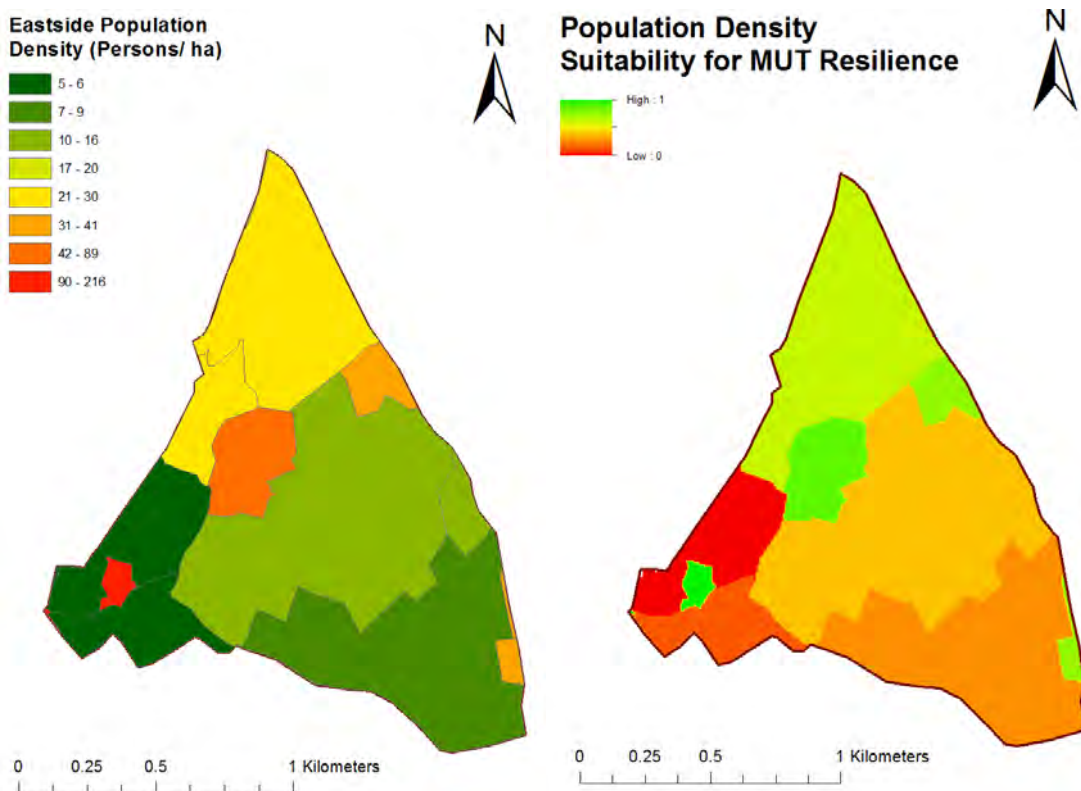 Eastside Population
Density (Persons/ ha)
5 - 6
7 - 9
10 - 16
17 - 20
21 - 30
31 - 41
42 - 89
90 - 216
N
0 0.25 0.5 1 Kilometers
Population Density
Suitability for MUT Resilience
High : 1
Low : 0
N
0 0.25 0.5 1 Kilometers